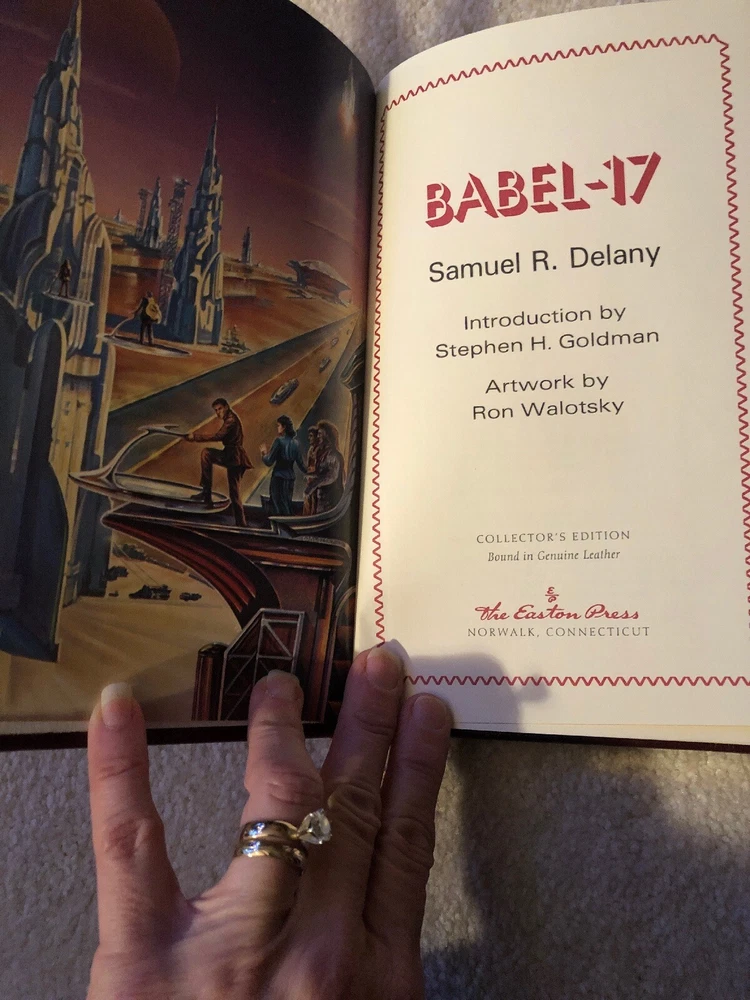 BABEL-17
Samuel R. Delany
Introduction by
Stephen H. Goldman
Artwork by
Ron Walotsky
COLLECTOR'S EDITION
Bound in Genuine Leather
The Easton Press
NORWALK, CONNECTICUT